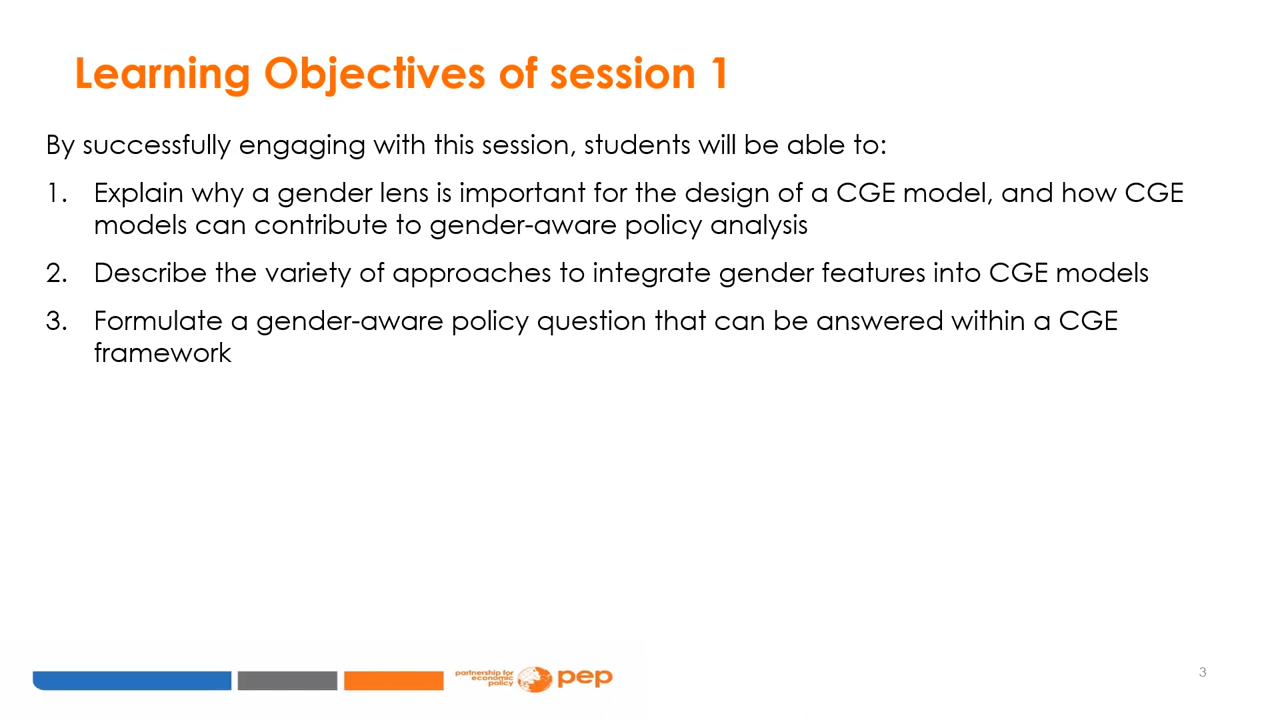 Learning Objectives of session 1
By successfully engaging with this session, students will be able to:
1. Explain why a gender lens is important for the design of a CGE model, and how CGE
models can contribute to gender-aware policy analysis
2. Describe the variety of approaches to integrate gender features into CGE models
3. Formulate a gender-aware policy question that can be answered within a CGE
framework
partnership for
economic
policy
pep
3